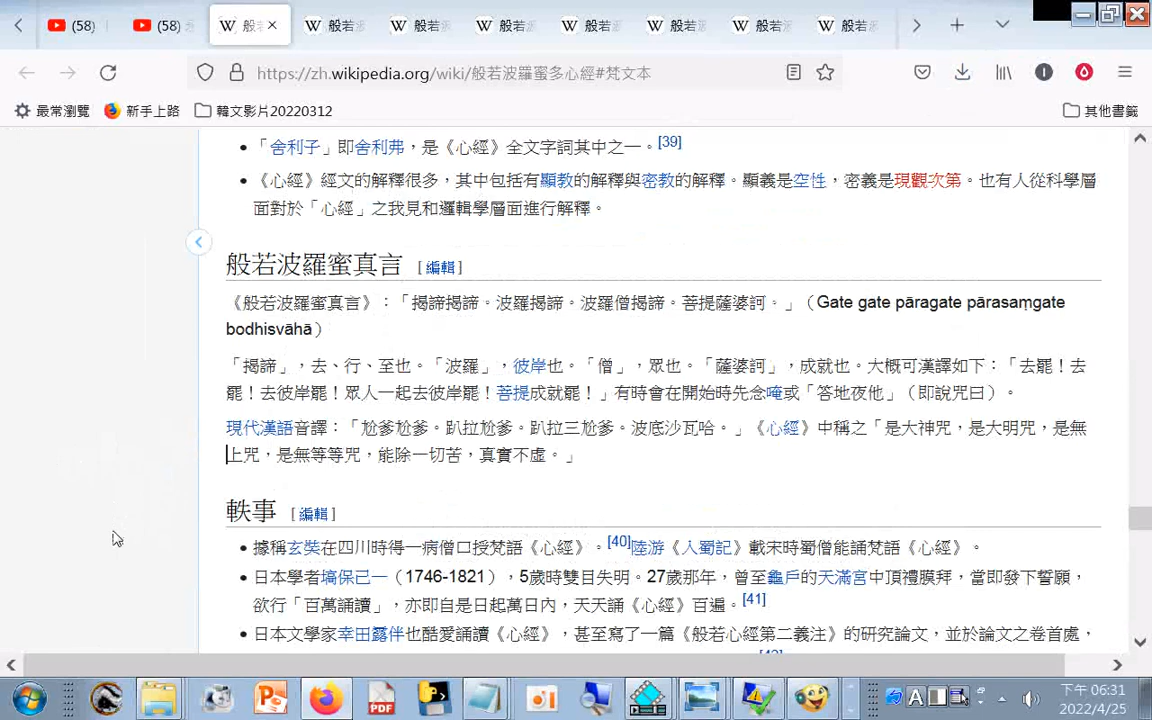 (58)
(58)
般若
般若
般若
般若
般若
般若
般若
般若
https://zh.wikipedia.org/wiki/般若波羅蜜多心經#梵文本
最常瀏覽
新手上路
韓文影片20220312
其他書籤
「舍利子」即舍利弗，是《心經》全文字詞其中之一。[39]
《心經》經文的解釋很多，其中包括有顯教的解釋與密教的解釋。顯義是空性，密義是現觀次第。也有人從科學層
面對於「心經」之我見和邏輯學層面進行解釋。
般若波羅蜜真言 [編輯]
《般若波羅蜜真言》：「揭諦揭諦。波羅揭諦。波羅僧揭諦。菩提薩婆訶。」（Gate gate pāragate pārasaṃgate
bodhisvāhā）
「揭諦」，去、行、至也。「波羅」，彼岸也。「僧」，眾也。「薩婆訶」，成就也。大概可漢譯如下：「去罷！去
罷！去彼岸罷！眾人一起去彼岸罷！菩提成就罷！」有時會在開始時先念唵或「答地夜他」（即說咒曰）。
現代漢語音譯：「尬爹尬爹。趴拉尬爹。趴拉三尬爹。波底沙瓦哈。」《心經》中稱之「是大神咒，是大明咒，是無
上咒，是無等等咒，能除一切苦，真實不虛。」
軼事 [編輯]
據稱玄奘在四川時得一病僧口授梵語《心經》。[40]陸游《入蜀記》載宋時蜀僧能誦梵語《心經》。
日本學者塙保己一（1746-1821），5歲時雙目失明。27歲那年，曾至龜戶的天滿宮中頂禮膜拜，當即發下誓願，
欲行「百萬誦讀」，亦即自是日起萬日內，天天誦《心經》百遍。[41]
日本文學家幸田露伴也酷愛誦讀《心經》，甚至寫了一篇《般若心經第二義注》的研究論文，並於論文之卷首處，
下午 06:31
2022/4/25